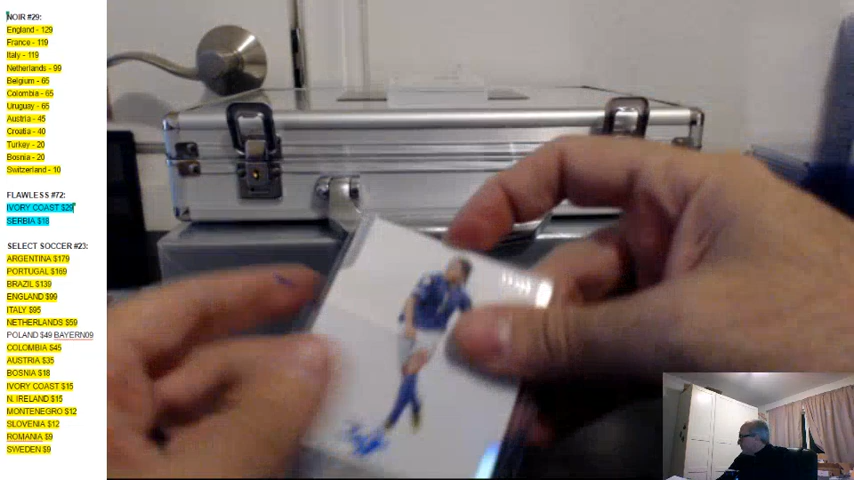 NOIR #29:
England - 129
France - 119
Italy - 119
Netherlands - 99
Belgium - 65
Colombia - 65
Uruguay - 65
Austria - 45
Croatia - 40
Turkey - 20
Bosnia - 20
Switzerland - 10
FLAWLESS #72:
IVORY COAST $29
SERBIA $18
SELECT SOCCER #23:
ARGENTINA $179
PORTUGAL $169
BRAZIL $139
ENGLAND $99
ITALY $95
NETHERLANDS $59
POLAND $49 BAYERN09
COLOMBIA $45
AUSTRIA $35
BOSNIA $18
IVORY COAST $15
N. IRELAND $15
MONTENEGRO $12
SLOVENIA $12
ROMANIA $9
SWEDEN $9